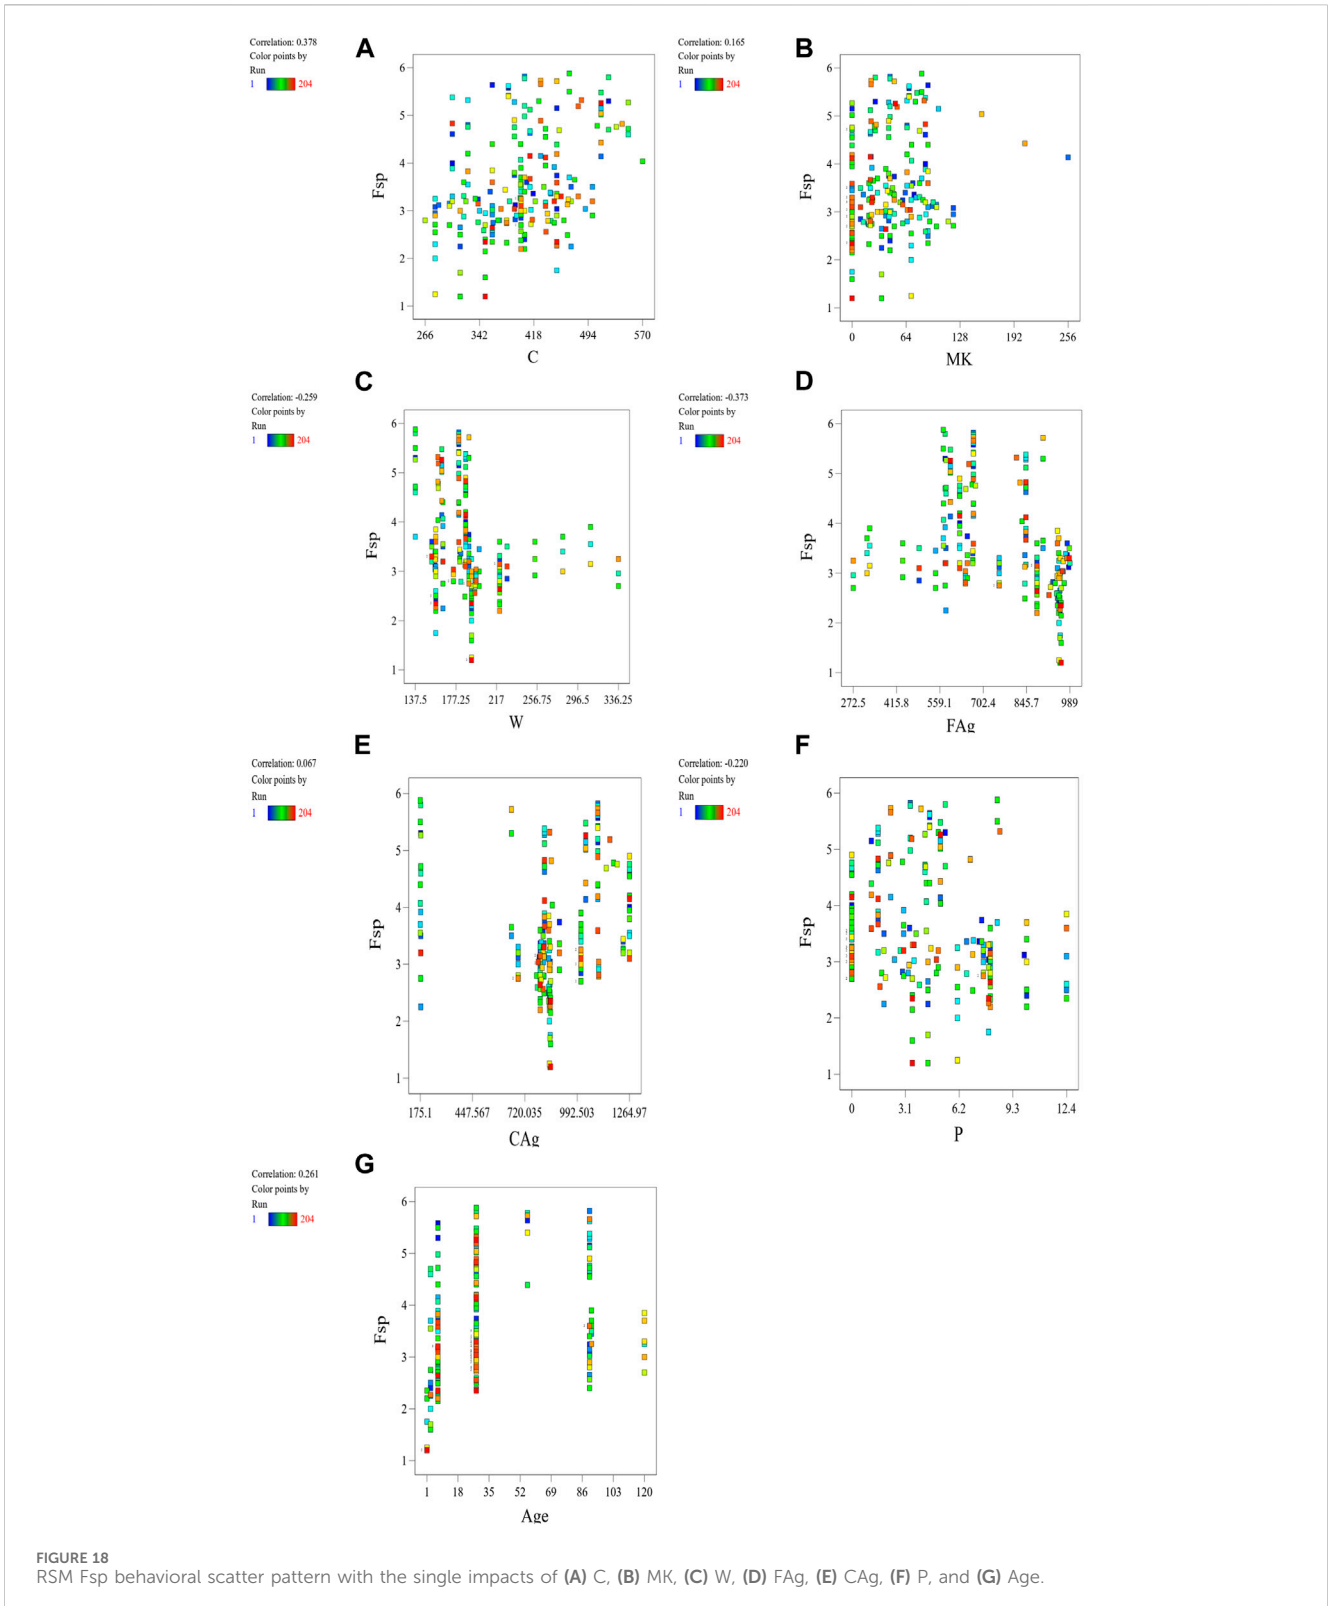 Correlation: 0.378
Color points by
Run
1 204
A
Fsp
6
5
4
3
2
1
266 342 418 494 570
C
Correlation: 0.165
Color points by
Run
1 204
B
Fsp
6
5
4
3
2
1
0 64 128 192 256
MK
Correlation: -0.259
Color points by
Run
1 204
C
Fsp
6
5
4
3
2
1
137.5 177.25 217 256.75 296.5 336.25
W
Correlation: -0.373
Color points by
Run
1 204
D
Fsp
6
5
4
3
2
1
272.5 415.8 559.1 702.4 845.7 989
FAg
Correlation: 0.067
Color points by
Run
1 204
E
Fsp
6
5
4
3
2
1
175.1 447.567 720.035 992.503 1264.97
CAg
Correlation: -0.220
Color points by
Run
1 204
F
Fsp
6
5
4
3
2
1
0 3.1 6.2 9.3 12.4
P
Correlation: 0.261
Color points by
Run
1 204
G
Fsp
6
5
4
3
2
1
1 18 35 52 69 86 103 120
Age
FIGURE 18
RSM Fsp behavioral scatter pattern with the single impacts of (A) C, (B) MK, (C) W, (D) FAg, (E) CAg, (F) P, and (G) Age.